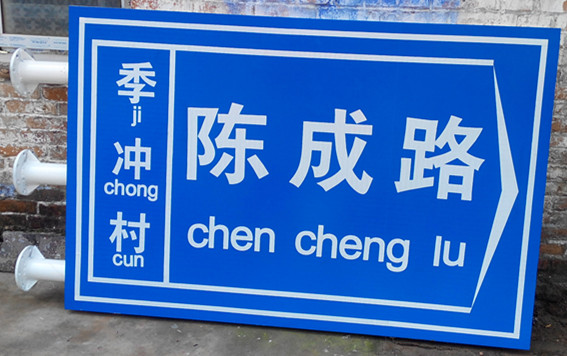 季
ji
冲
chong
村
cun
陈成路
chen cheng lu